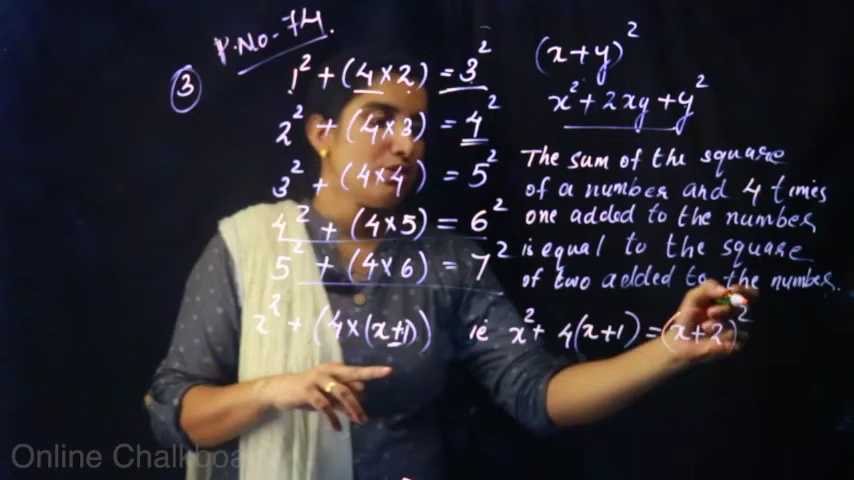 P.No-74.
③
1² + (4×2) = 3²
2² + (4×3) = 4²
3² + (4×4) = 5²
4² + (4×5) = 6²
5² + (4×6) = 7²
x² + (4×(x+1)) ie x² + 4(x+1) = (x+2)²
(x+y)²
x² + 2xy + y²
The sum of the square
of a number and 4 times
one added to the number
is equal to the square
of two added to the number.
Online Chalkboa